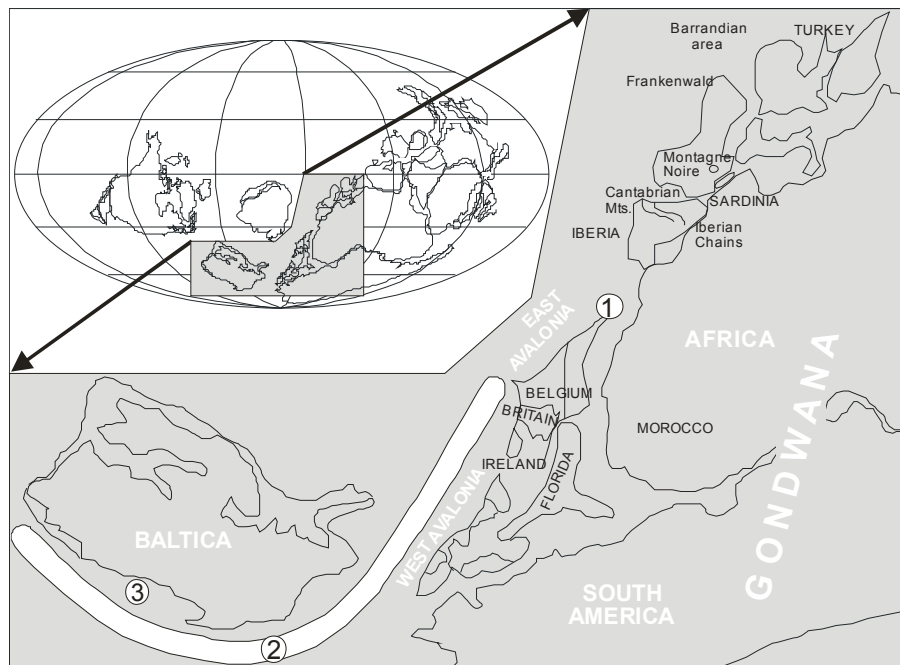 Barrandian
area
TURKEY
Frankenwald
Montagne
Noire
Cantabrian
Mts.
SARDINIA
IBERIA
Iberian
Chains
1
EAST
AVALONIA
AFRICA
BELGIUM
BRITAIN
MOROCCO
IRELAND
FLORIDA
WEST AVALONIA
GONDWANA
BALTICA
3
SOUTH
AMERICA
2